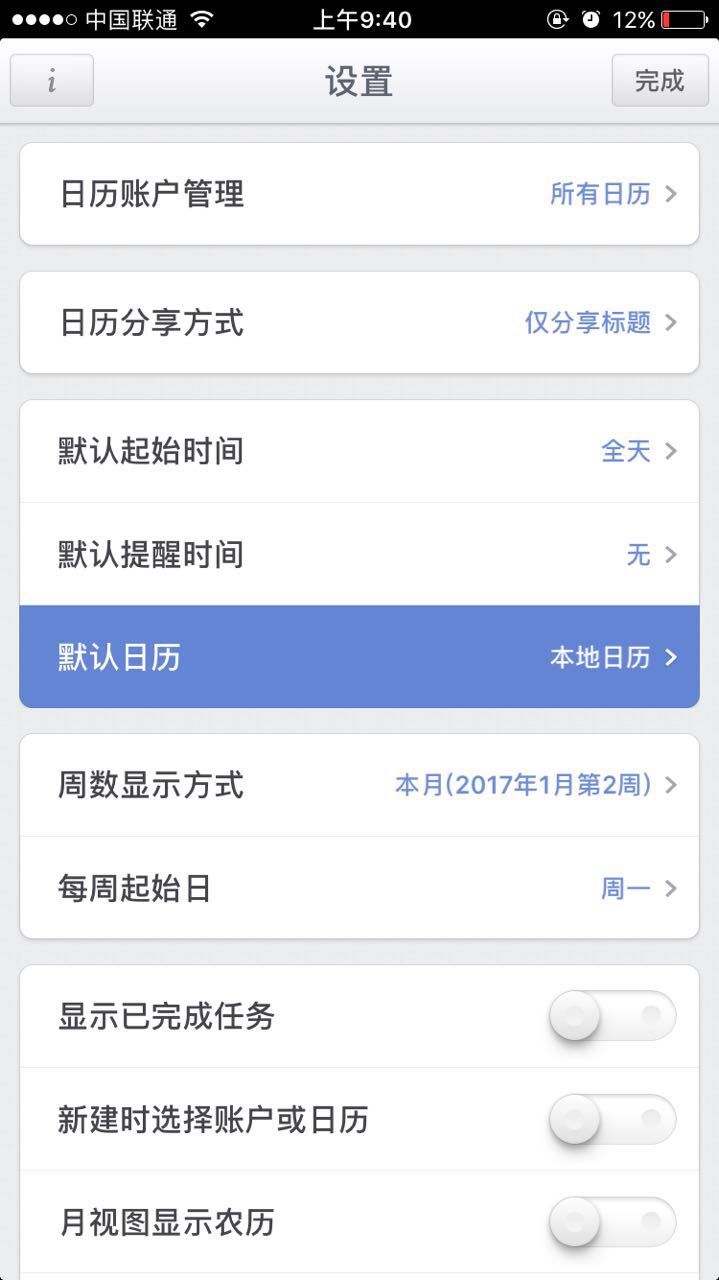 中国联通 上午9:40 12%
i 设置 完成
日历账户管理 所有日历
日历分享方式 仅分享标题
默认起始时间 全天
默认提醒时间 无
默认日历 本地日历
周数显示方式 本月(2017年1月第2周)
每周起始日 周一
显示已完成任务
新建时选择账户或日历
月视图显示农历